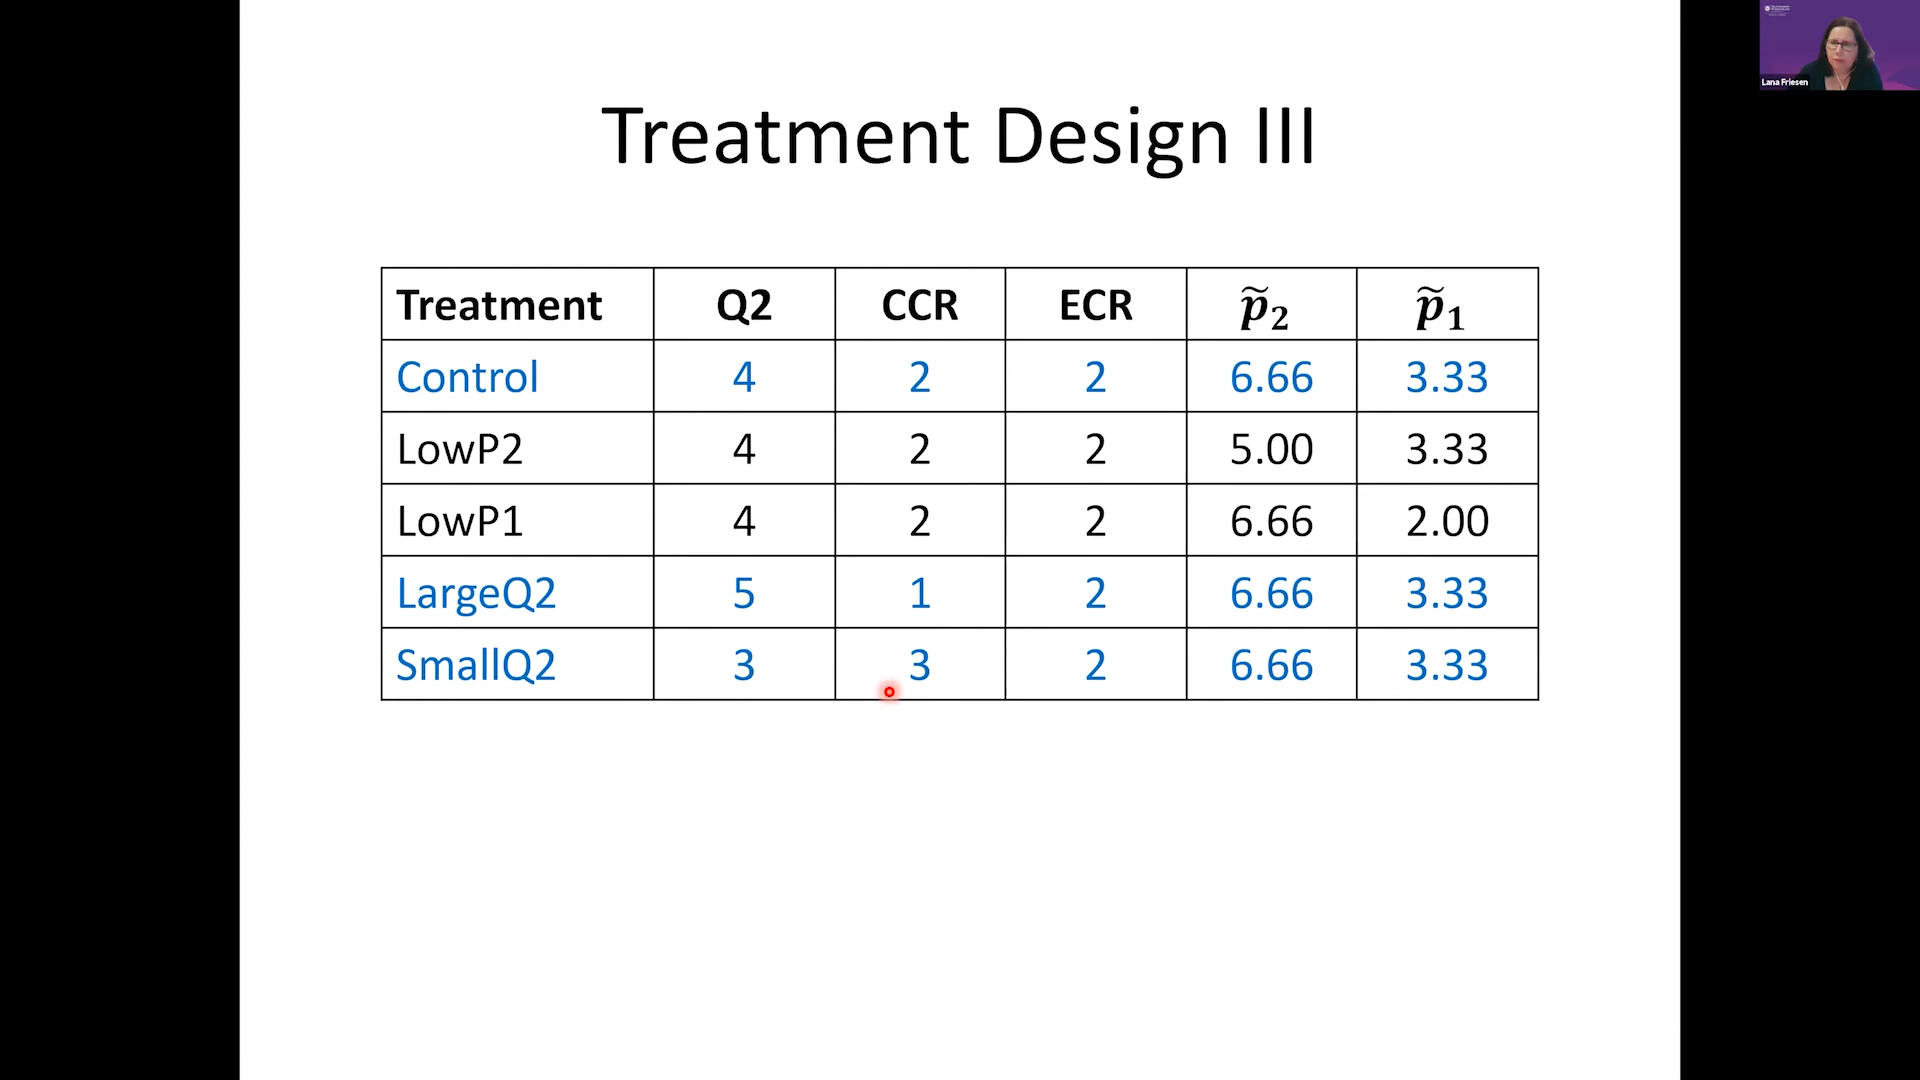 Treatment Design III
Treatment Q2 CCR ECR p̃₂ p̃₁
Control 4 2 2 6.66 3.33
LowP2 4 2 2 5.00 3.33
LowP1 4 2 2 6.66 2.00
LargeQ2 5 1 2 6.66 3.33
SmallQ2 3 3 2 6.66 3.33
Lana Friesen